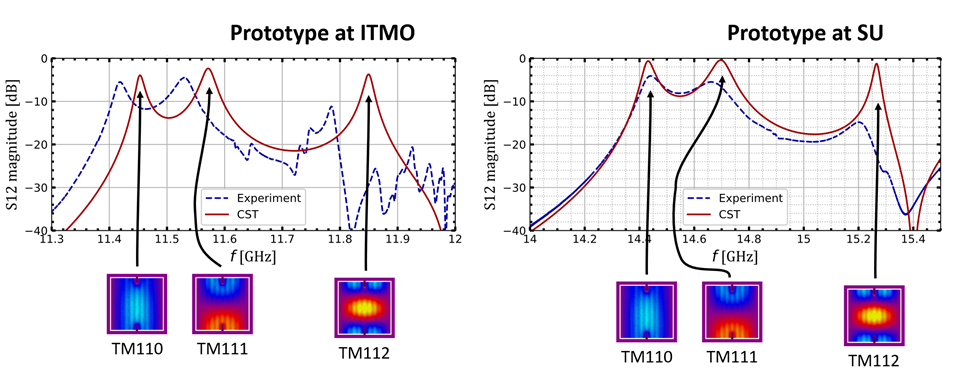 Prototype at ITMO
S12 magnitude [dB]
0
−10
−20
−30
−40
Experiment
CST
11.3 11.4 11.5 11.6 11.7 11.8 11.9 12
f [GHz]
TM110 TM111 TM112
Prototype at SU
S12 magnitude [dB]
0
−10
−20
−30
−40
Experiment
CST
14 14.2 14.4 14.6 14.8 15 15.2 15.4
f [GHz]
TM110 TM111 TM112